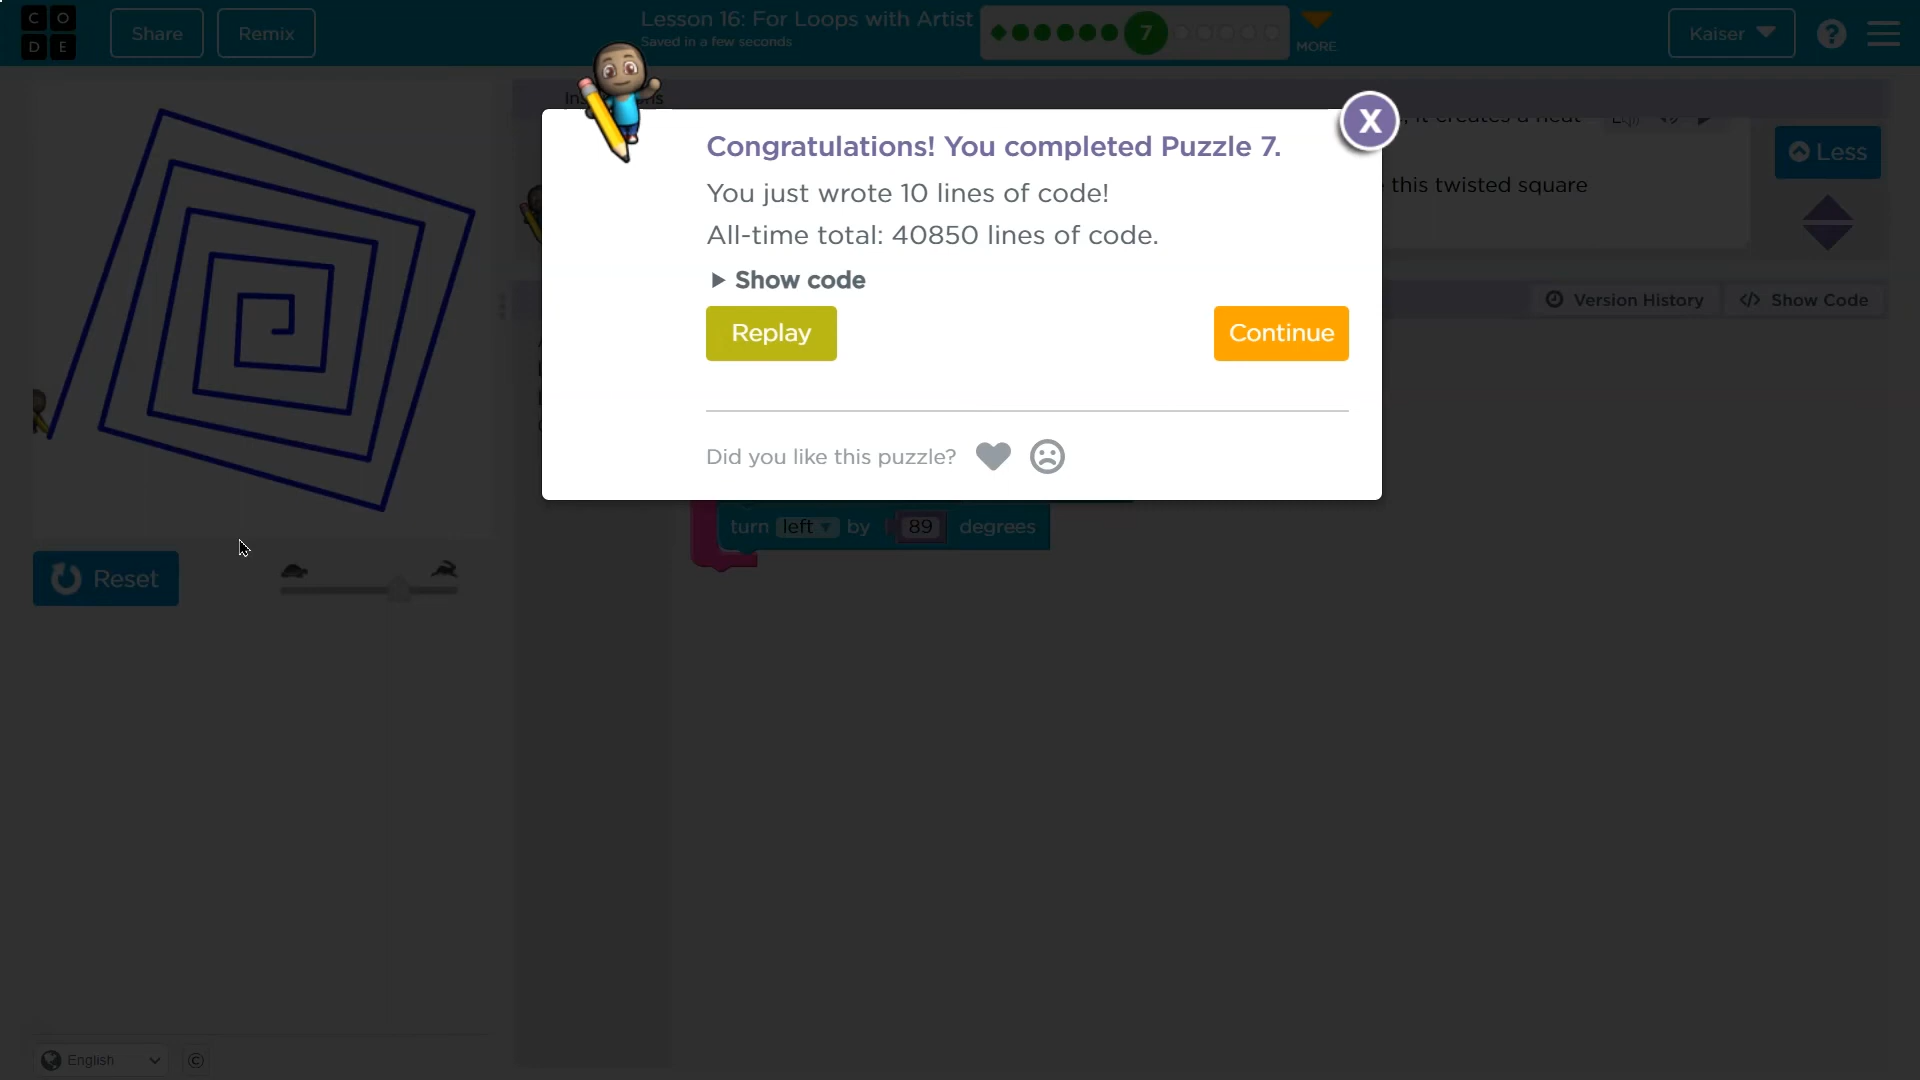 C O
D E
Share
Remix
Lesson 16: For Loops with Artist
Saved in a few seconds
7
MORE
Kaiser
?
Congratulations! You completed Puzzle 7.
X
You just wrote 10 lines of code!
All-time total: 40850 lines of code.
Show code
Replay
Continue
Did you like this puzzle?
Less
this twisted square
Version History
</> Show Code
turn left by 89 degrees
Reset
English
©